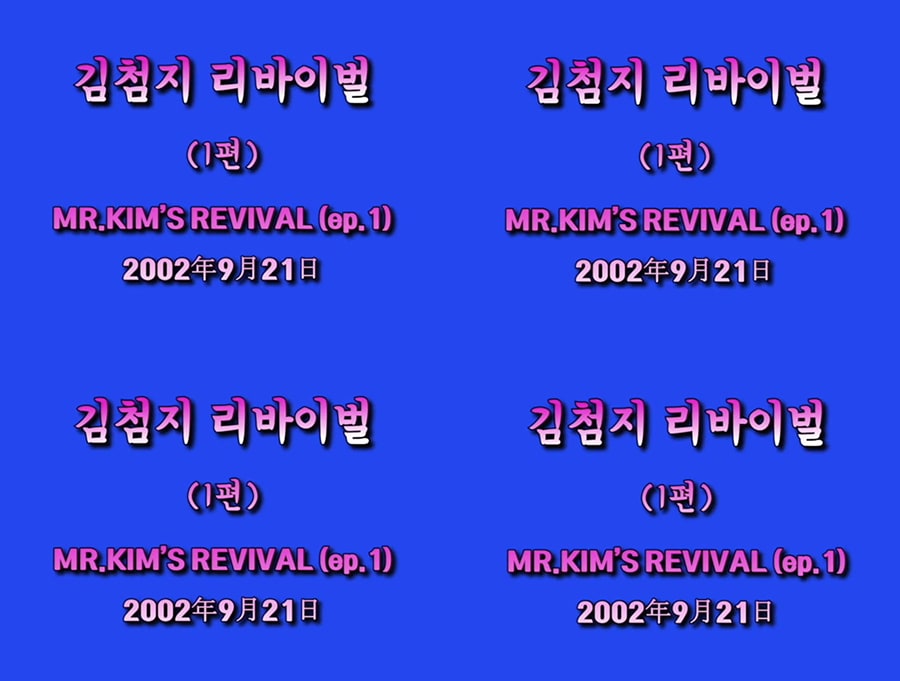 김첨지 리바이벌 김첨지 리바이벌
(1편) (1편)
MR.KIM'S REVIVAL (ep.1) MR.KIM'S REVIVAL (ep.1)
2002年9月21日 2002年9月21日
김첨지 리바이벌 김첨지 리바이벌
(1편) (1편)
MR.KIM'S REVIVAL (ep.1) MR.KIM'S REVIVAL (ep.1)
2002年9月21日 2002年9月21日